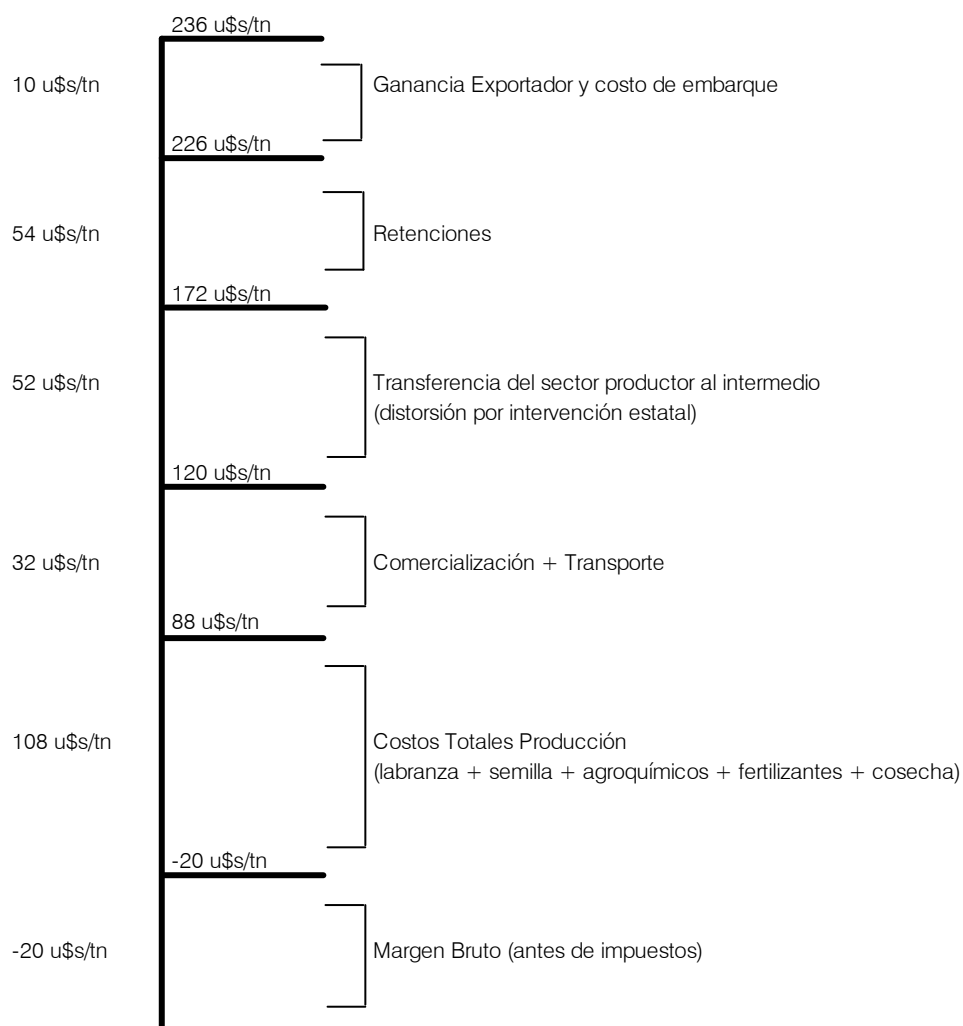 236 u$s/tn
10 u$s/tn
Ganancia Exportador y costo de embarque
226 u$s/tn
54 u$s/tn
Retenciones
172 u$s/tn
52 u$s/tn
Transferencia del sector productor al intermedio
(distorsión por intervención estatal)
120 u$s/tn
32 u$s/tn
Comercialización + Transporte
88 u$s/tn
108 u$s/tn
Costos Totales Producción
(labranza + semilla + agroquímicos + fertilizantes + cosecha)
-20 u$s/tn
-20 u$s/tn
Margen Bruto (antes de impuestos)